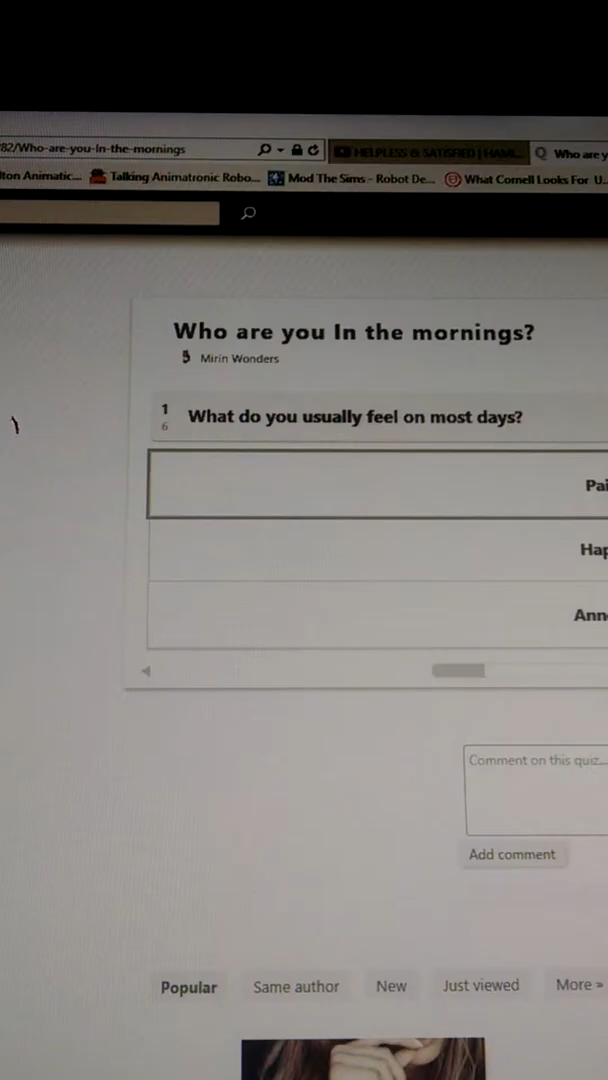 82/Who-are-you-In-the-mornings
HELPLESS & SATISFIED | HAMI...
Who are y
lton Animatic...
Talking Animatronic Robo...
Mod The Sims - Robot De...
What Cornell Looks For U...
Who are you In the mornings?
Mirin Wonders
1
6
What do you usually feel on most days?
Pai
Hap
Ann
Comment on this quiz...
Add comment
Popular
Same author
New
Just viewed
More »